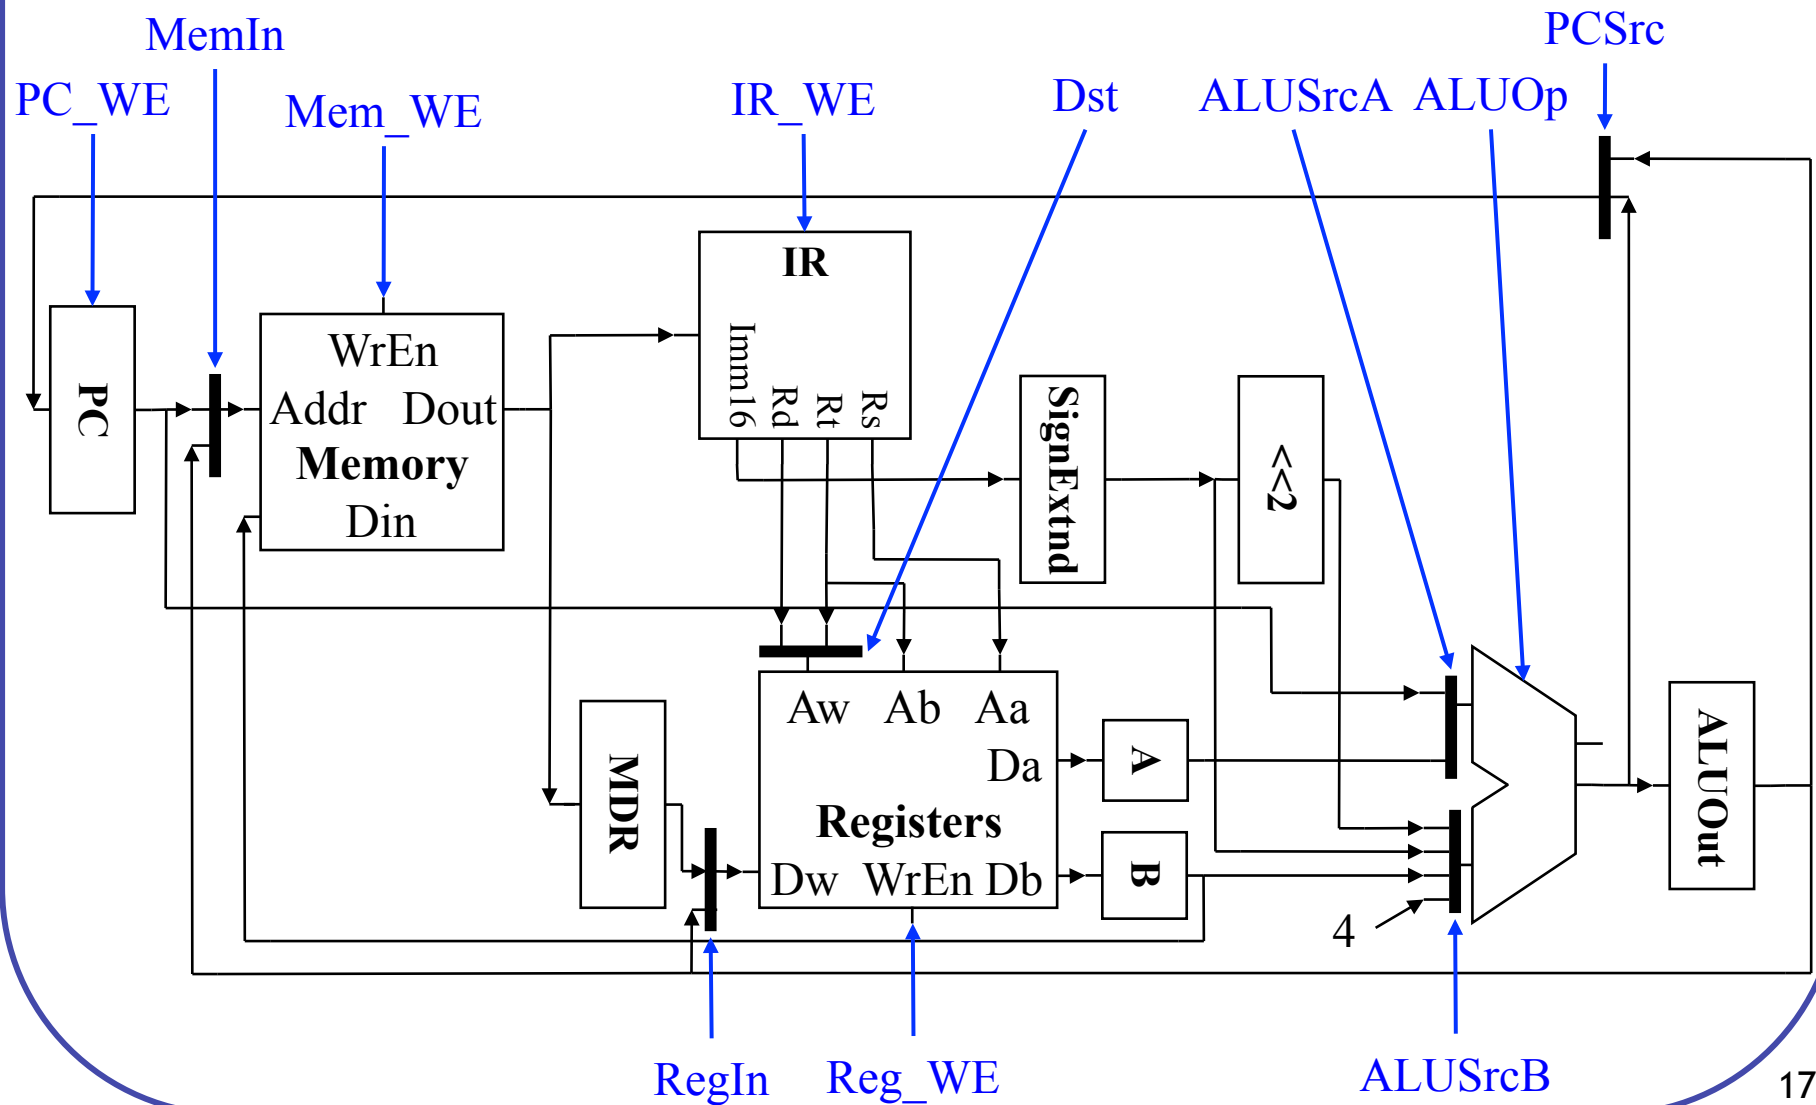 MemIn
PCSrc
PC_WE
Mem_WE
IR_WE
Dst
ALUSrcA
ALUOp
IR
Imm16
Rd
Rt
Rs
PC
WrEn
Addr Dout
Memory
Din
SignExtnd
<<2
MDR
Aw Ab Aa
Da
Registers
Dw WrEn Db
A
B
4
ALUOut
RegIn
Reg_WE
ALUSrcB
17